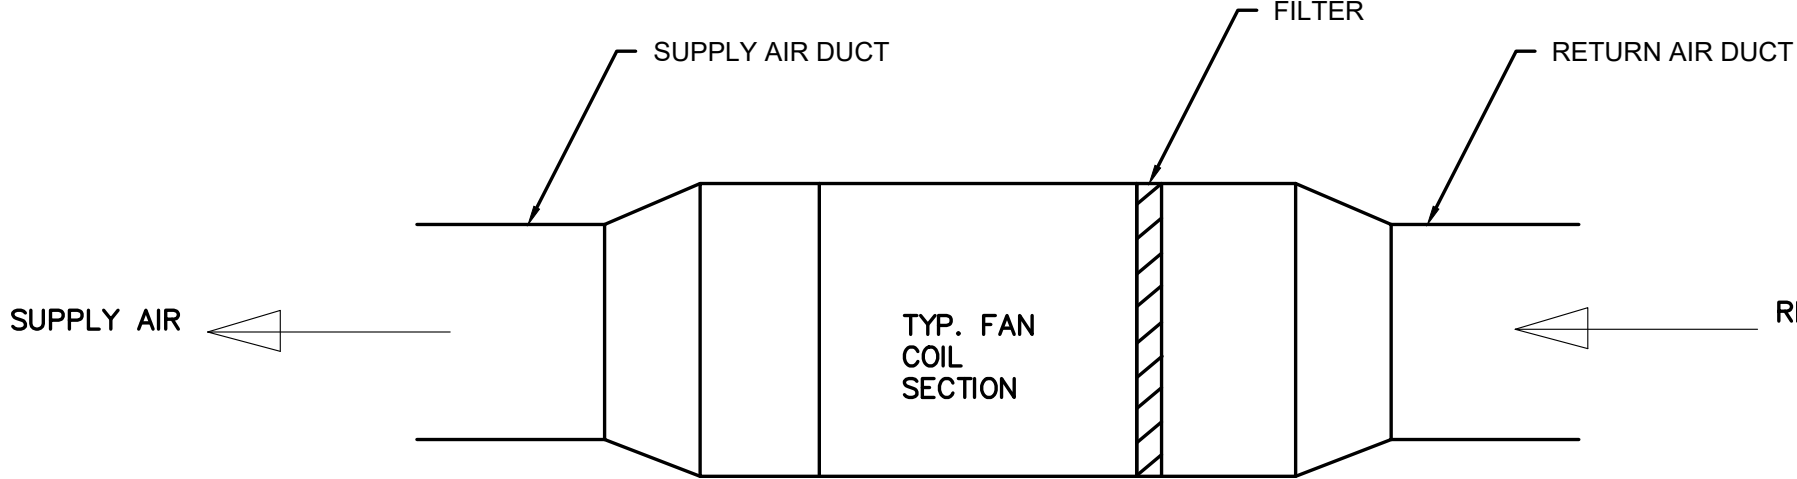 FILTER
SUPPLY AIR DUCT
RETURN AIR DUCT
SUPPLY AIR
TYP. FAN
COIL
SECTION